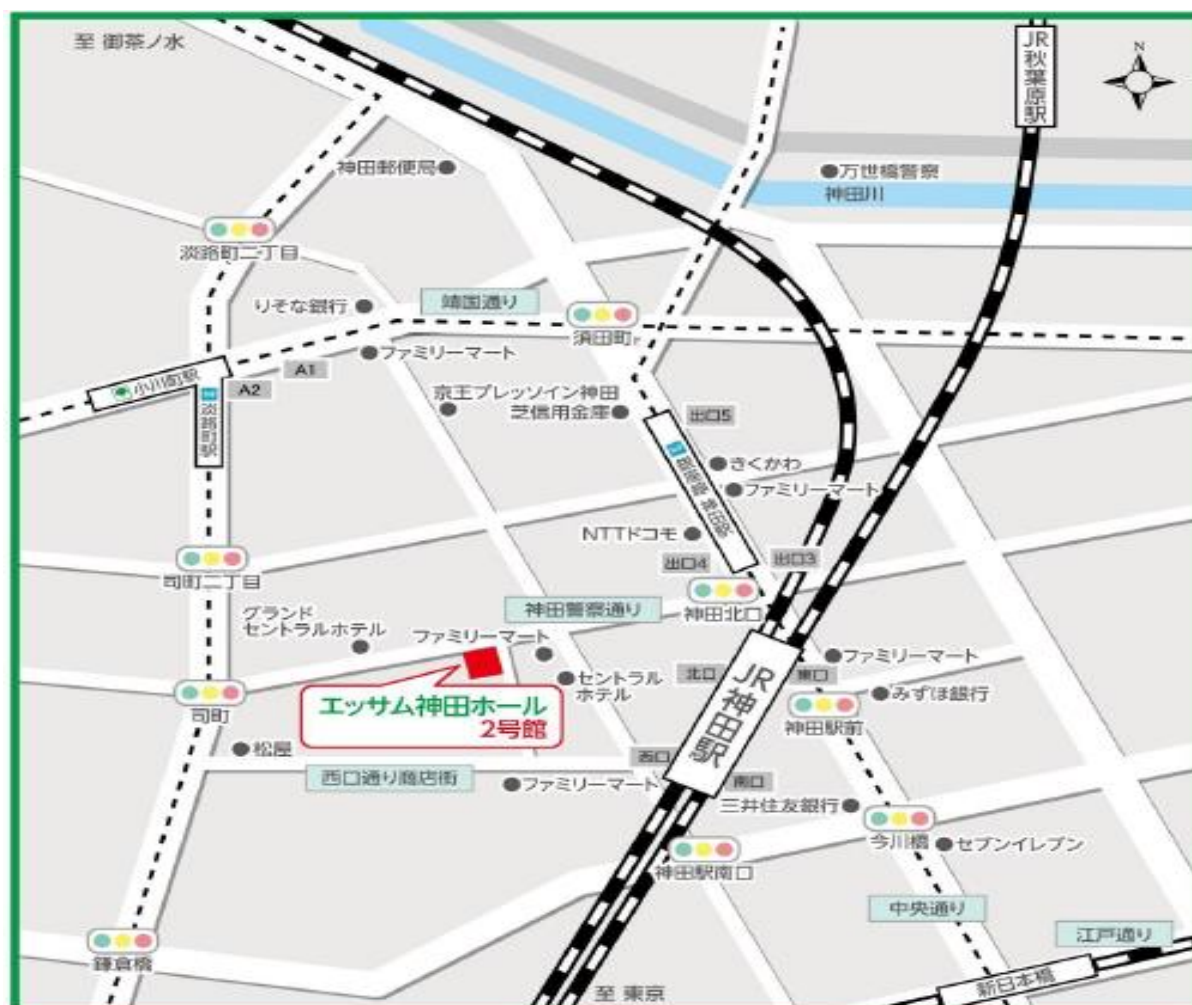 至 御茶ノ水
JR秋葉原駅
N
神田郵便局
万世橋警察
神田川
淡路町二丁目
りそな銀行
靖国通り
須田町
ファミリーマート
小川町駅
A1
A2
淡路町駅
京王プレッソイン神田
芝信用金庫
出口5
きくかわ
ファミリーマート
NTTドコモ
出口4
出口3
司町二丁目
神田警察通り
神田北口
グランド
セントラルホテル
ファミリーマート
セントラル
ホテル
北口
東口
JR神田駅
ファミリーマート
みずほ銀行
司町
エッサム神田ホール
2号館
神田駅前
松屋
西口
南口
西口通り商店街
ファミリーマート
三井住友銀行
今川橋
セブンイレブン
神田駅南口
中央通り
鎌倉橋
江戸通り
新日本橋
至 東京